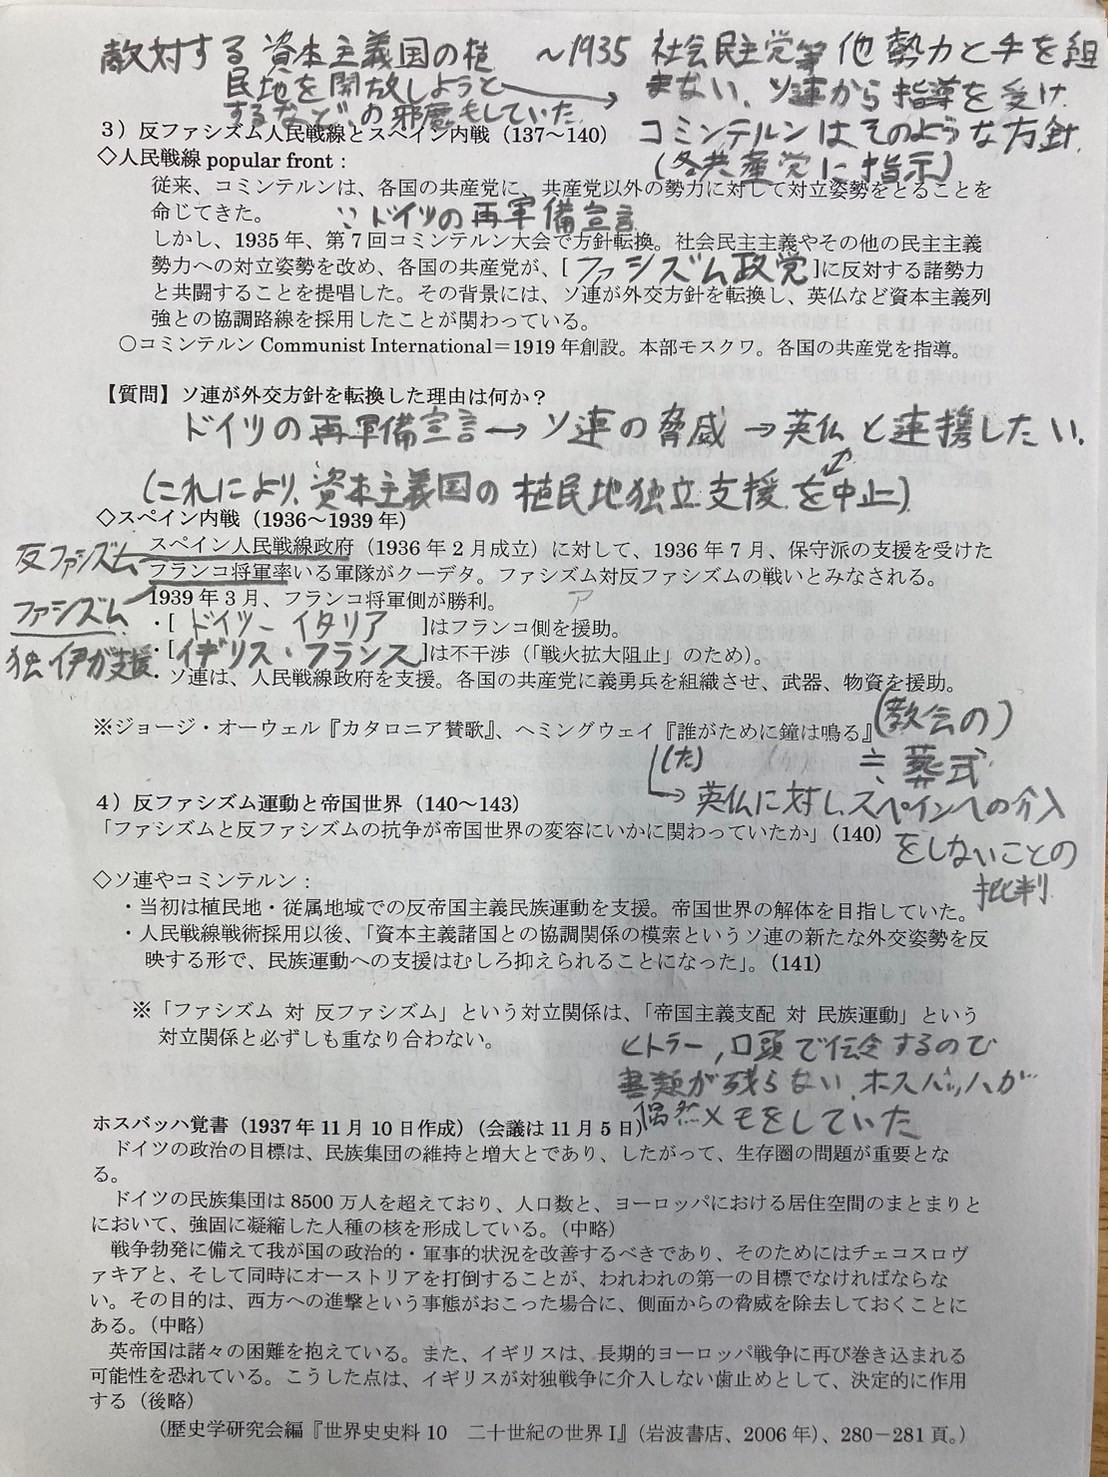 敵対する資本主義国の植
民地を開放しようと
するなど、の邪魔もしていた
~1935 社会民主党等他勢力と手を組
まない、ソ連から指導を受け
コミンテルンはそのような方針
(各共産党に指示)
3）反ファシズム人民戦線とスペイン内戦（137～140）
◇人民戦線 popular front：
従来、コミンテルンは、各国の共産党に、共産党以外の勢力に対して対立姿勢をとることを
命じてきた。
∵ドイツの再軍備宣言
しかし、1935 年、第 7 回コミンテルン大会で方針転換。社会民主主義やその他の民主主義
勢力への対立姿勢を改め、各国の共産党が、[ファシズム政党]に反対する諸勢力
と共闘することを提唱した。その背景には、ソ連が外交方針を転換し、英仏など資本主義列
強との協調路線を採用したことが関わっている。
〇コミンテルン Communist International＝1919 年創設。本部モスクワ。各国の共産党を指導。
【質問】ソ連が外交方針を転換した理由は何か？
ドイツの再軍備宣言→ソ連の脅威→英仏と連携したい。
(これにより、資本主義国の植民地独立支援を中止)
◇スペイン内戦（1936～1939 年）
反ファシズム
スペイン人民戦線政府（1936 年 2 月成立）に対して、1936 年 7 月、保守派の支援を受けた
フランコ将軍率いる軍隊がクーデタ。ファシズム対反ファシズムの戦いとみなされる。
ファシズム
独伊が支援
1939 年 3 月、フランコ将軍側が勝利。
ア
・[ドイツ－イタリア]はフランコ側を援助。
・[イギリス・フランス]は不干渉（「戦火拡大阻止」のため）。
・ソ連は、人民戦線政府を支援。各国の共産党に義勇兵を組織させ、武器、物資を援助。
※ジョージ・オーウェル『カタロニア賛歌』、ヘミングウェイ『誰がために鐘は鳴る』
(教会の)
≒葬式
(た)
(が)
→英仏に対し、スペインへの介入
をしないことの
批判
4）反ファシズム運動と帝国世界（140～143）
「ファシズムと反ファシズムの抗争が帝国世界の変容にいかに関わっていたか」（140）
◇ソ連やコミンテルン：
・当初は植民地・従属地域での反帝国主義民族運動を支援。帝国世界の解体を目指していた。
・人民戦線戦術採用以後、「資本主義諸国との協調関係の模索というソ連の新たな外交姿勢を反
映する形で、民族運動への支援はむしろ抑えられることになった」。（141）
※「ファシズム 対 反ファシズム」という対立関係は、「帝国主義支配 対 民族運動」という
対立関係と必ずしも重なり合わない。
ヒトラー，口頭で伝令するので
書類が残らない，ホスバッハが
偶然メモをしていた
ホスバッハ覚書（1937 年 11 月 10 日作成）（会議は 11 月 5 日）
ドイツの政治の目標は、民族集団の維持と増大とであり、したがって、生存圏の問題が重要とな
る。
ドイツの民族集団は 8500 万人を超えており、人口数と、ヨーロッパにおける居住空間のまとまりと
において、強固に凝縮した人種の核を形成している。（中略）
戦争勃発に備えて我が国の政治的・軍事的状況を改善するべきであり、そのためにはチェコスロヴ
ァキアと、そして同時にオーストリアを打倒することが、われわれの第一の目標でなければならな
い。その目的は、西方への進撃という事態がおこった場合に、側面からの脅威を除去しておくことに
ある。（中略）
英帝国は諸々の困難を抱えている。また、イギリスは、長期的ヨーロッパ戦争に再び巻き込まれる
可能性を恐れている。こうした点は、イギリスが対独戦争に介入しない歯止めとして、決定的に作用
する（後略）
（歴史学研究会編『世界史史料 10 二十世紀の世界 I』（岩波書店、2006 年）、280－281 頁。）